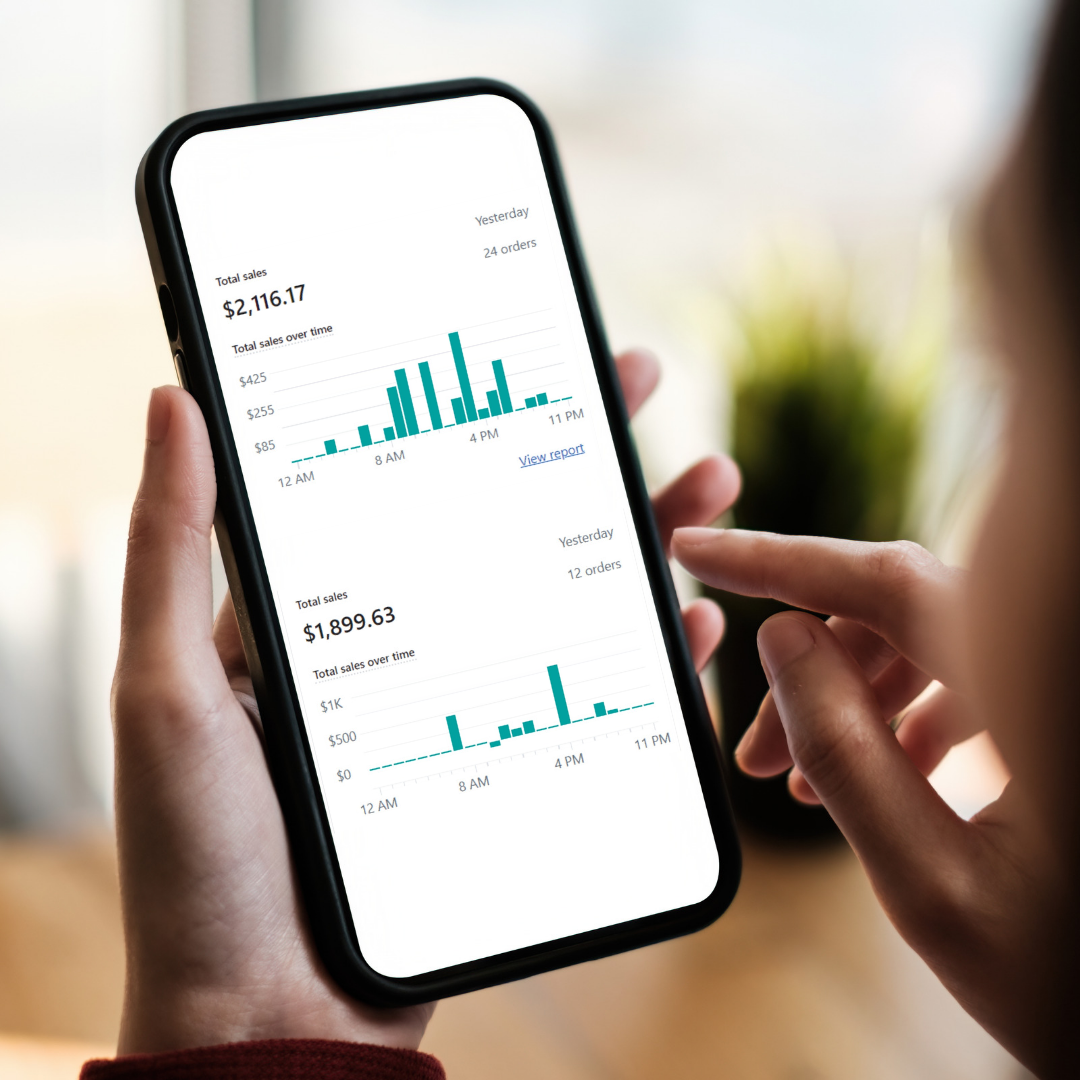 Yesterday
24 orders
Total sales
$2,116.17
Total sales over time
$425
$255
$85
12 AM
8 AM
4 PM
11 PM
View report
Yesterday
12 orders
Total sales
$1,899.63
Total sales over time
$1K
$500
$0
12 AM
8 AM
4 PM
11 PM